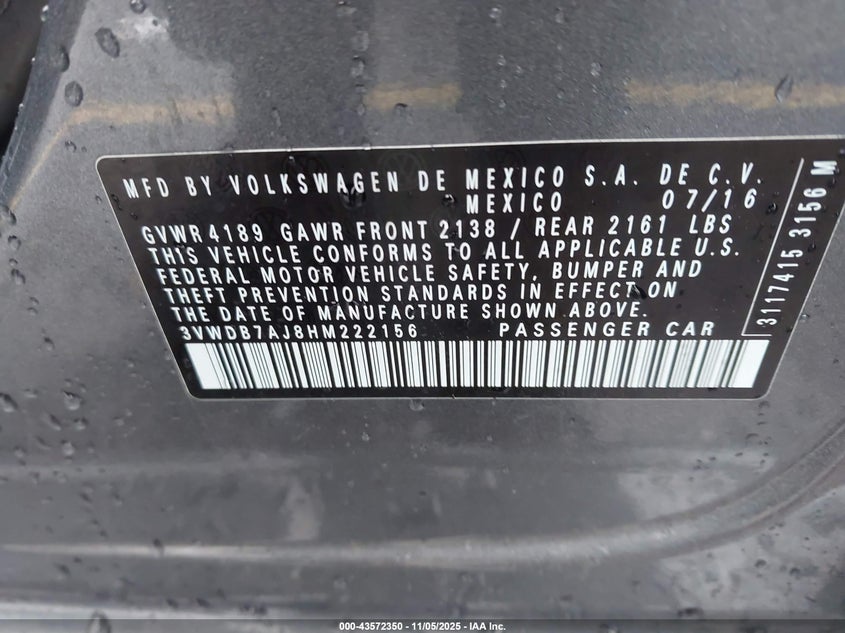 MFD BY VOLKSWAGEN DE MEXICO S.A. DE C.V.
MEXICO 07/16
GVWR 4189 GAWR FRONT 2138 / REAR 2161 LBS
THIS VEHICLE CONFORMS TO ALL APPLICABLE U.S.
FEDERAL MOTOR VEHICLE SAFETY, BUMPER AND
THEFT PREVENTION STANDARDS IN EFFECT ON
THE DATE OF MANUFACTURE SHOWN ABOVE.
3VWDB7AJ8HM222156 PASSENGER CAR
3117415 3156 M
000-43572350 - 11/05/2025 - IAA Inc.